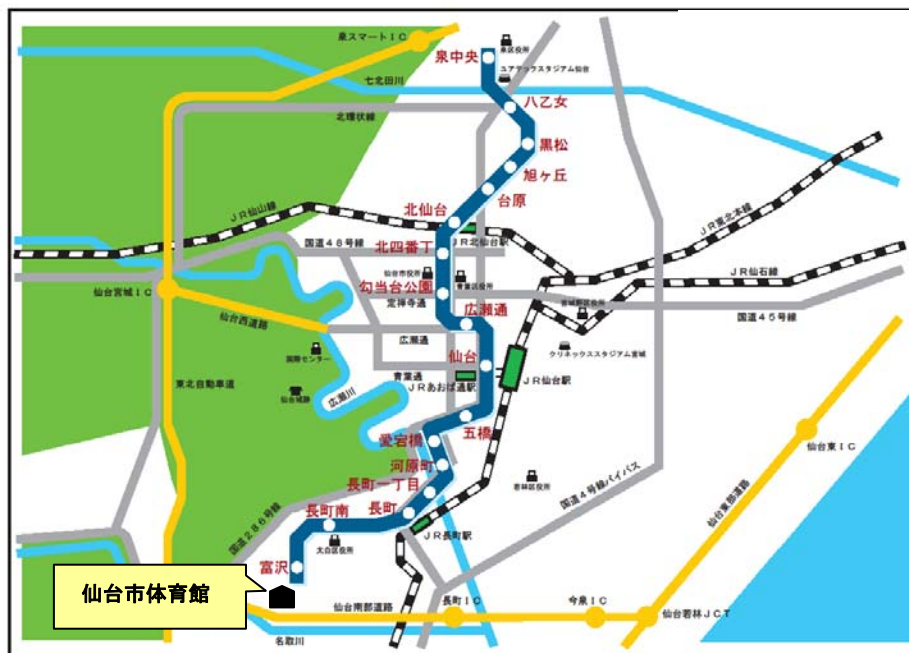 泉スマートIC
泉区役所
泉中央
ユアテックスタジアム仙台
七北田川
八乙女
北環状線
黒松
旭ヶ丘
台原
JR仙山線
北仙台
JR東北本線
JR北仙台駅
国道48号線
北四番丁
仙台市役所
青葉区役所
JR仙石線
仙台宮城IC
勾当台公園
定禅寺通
宮城野区役所
国道45号線
広瀬通
仙台西道路
広瀬通
国際センター
クリネックススタジアム宮城
仙台
JR仙台駅
東北自動車道
青葉通
JRあおば通駅
仙台城跡
広瀬川
五橋
愛宕橋
仙台東IC
河原町
若林区役所
長町一丁目
国道4号線バイパス
国道286号線
長町南
長町
仙台東部道路
JR長町駅
太白区役所
富沢
仙台市体育館
仙台南部道路
長町IC
今泉IC
仙台若林JCT
名取川